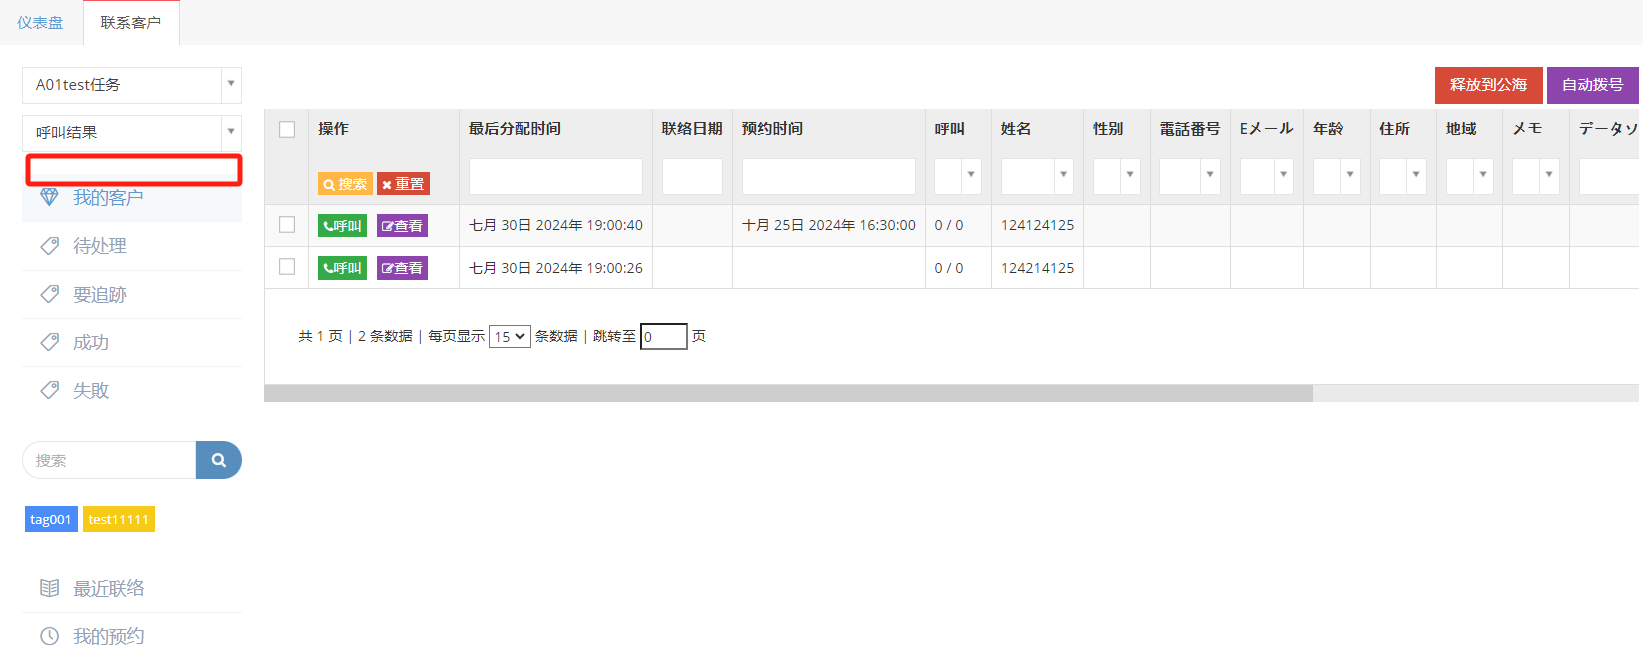 仪表盘 联系客户
A01test任务
释放到公海 自动拨号
呼叫结果
操作 最后分配时间 联络日期 预约时间 呼叫 姓名 性别 電話番号 Eメール 年龄 住所 地域 メモ データソ
搜索 重置
我的客户
呼叫 查看 七月 30日 2024年 19:00:40 十月 25日 2024年 16:30:00 0 / 0 124124125
待处理
呼叫 查看 七月 30日 2024年 19:00:26 0 / 0 124214125
要追跡
共 1 页 | 2 条数据 | 每页显示 15 条数据 | 跳转至 0 页
成功
失敗
搜索
tag001 test11111
最近联络
我的预约